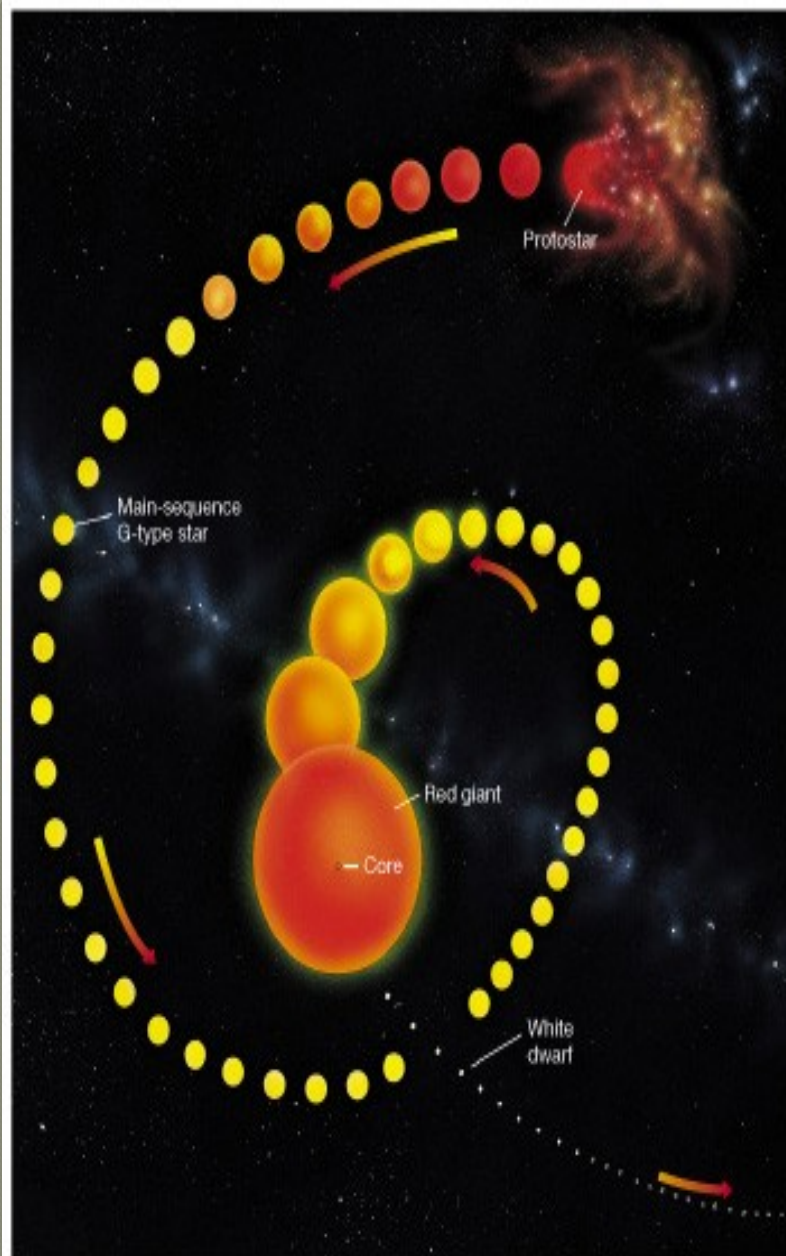 Protostar
Main-sequence
G-type star
Red giant
Core
White
dwarf